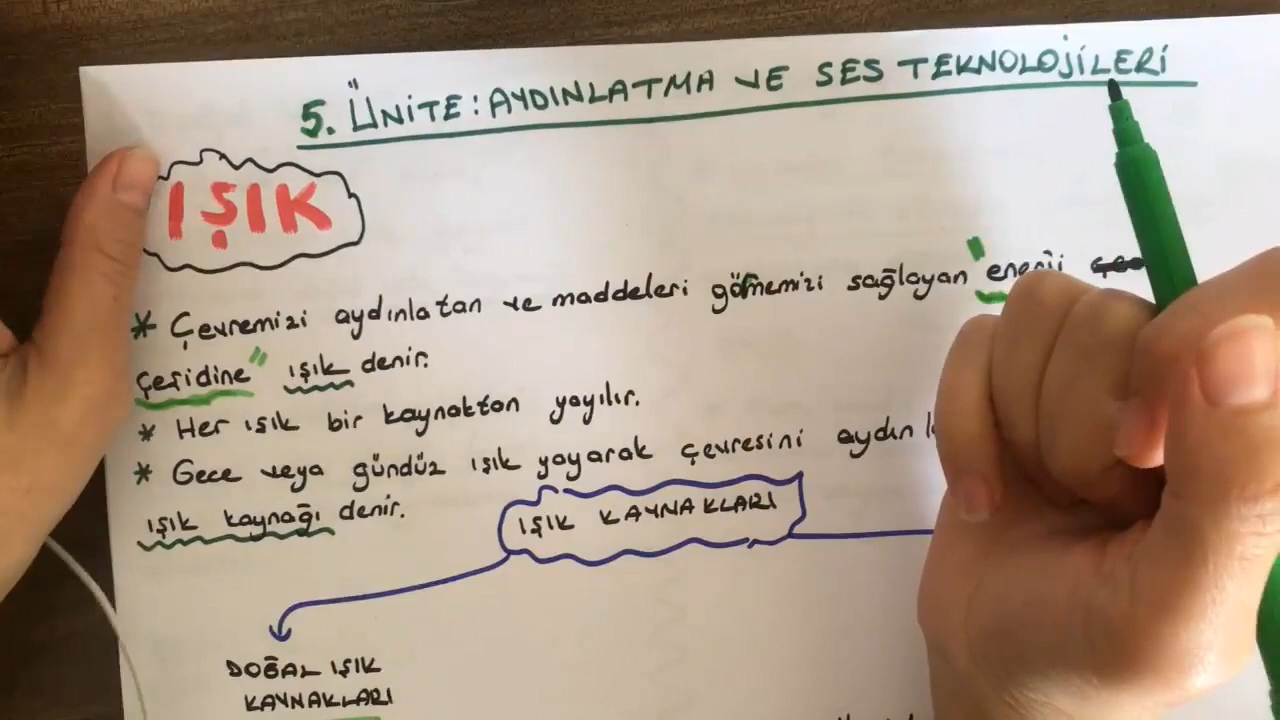 5. ÜNİTE: AYDINLATMA VE SES TEKNOLOJİLERİ
IŞIK
* Çevremizi aydınlatan ve maddeleri görmemizi sağlayan "enerji
çeşidine" ışık denir.
* Her ışık bir kaynaktan yayılır.
* Gece veya gündüz ışık yayarak çevresini
ışık kaynağı denir.
IŞIK KAYNAKLARI
DOĞAL IŞIK
KAYNAKLARI